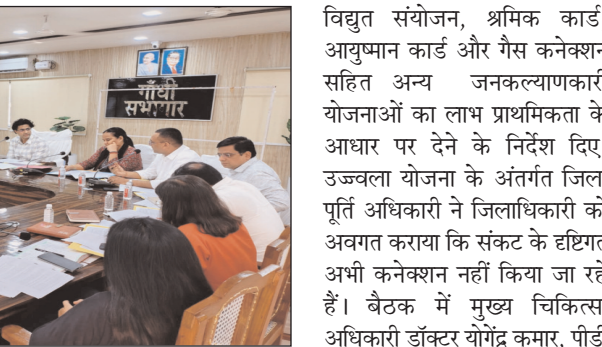 गाँधी
सभागार
विद्युत संयोजन, श्रमिक कार्ड
आयुष्मान कार्ड और गैस कनेक्शन
सहित अन्य जनकल्याणकारी
योजनाओं का लाभ प्राथमिकता के
आधार पर देने के निर्देश दिए
उज्ज्वला योजना के अंतर्गत जिल
पूर्ति अधिकारी ने जिलाधिकारी को
अवगत कराया कि संकट के दृष्टिगत
अभी कनेक्शन नहीं किया जा रहे
हैं। बैठक में मुख्य चिकित्स
अधिकारी डॉक्टर योगेंद्र कुमार, पीडी